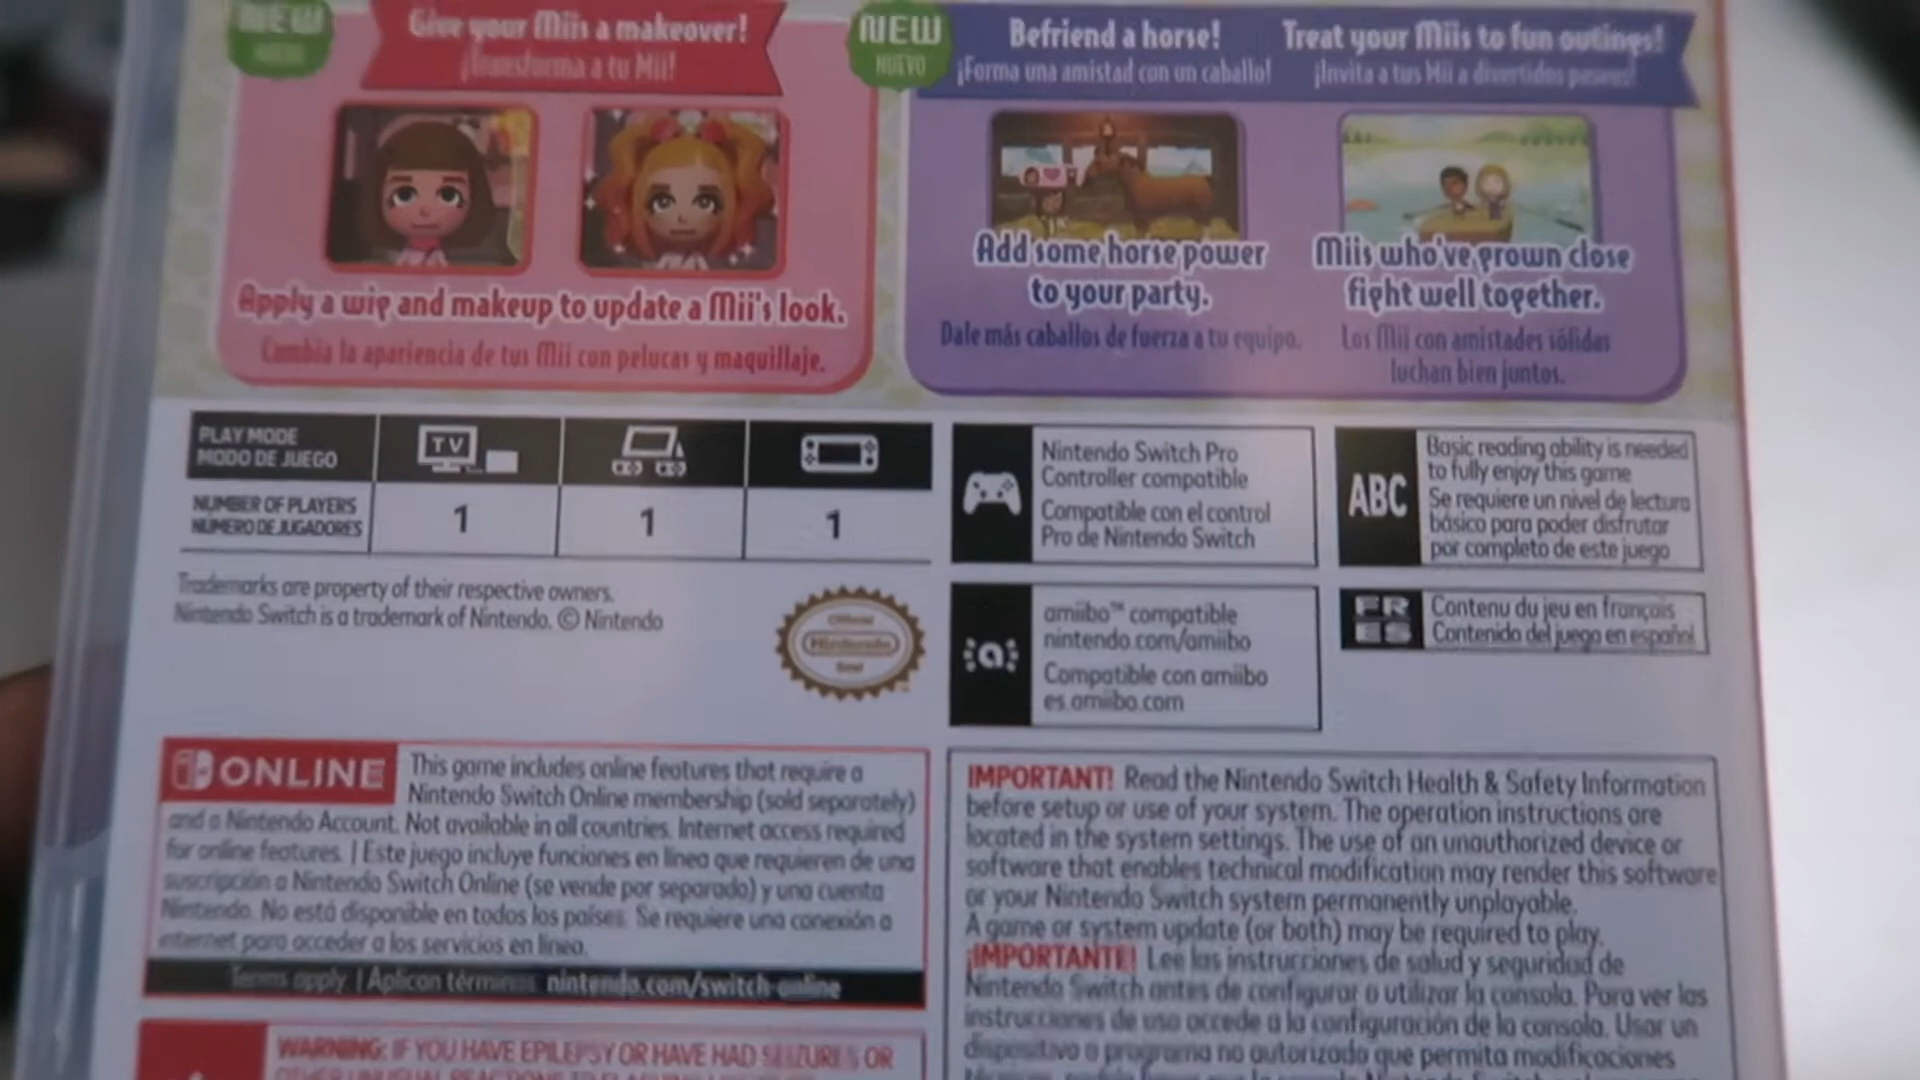 NEW
NUEVO
Give your Miis a makeover!
¡Transforma a tu Mii!
Apply a wig and makeup to update a Mii's look.
Cambia la apariencia de tus Mii con pelucas y maquillaje.
NEW
NUEVO
Befriend a horse!
¡Forma una amistad con un caballo!
Treat your Miis to fun outings!
¡Invita a tus Mii a divertidos paseos!
Add some horse power
to your party.
Dale más caballos de fuerza a tu equipo.
Miis who've grown close
fight well together.
Los Mii con amistades sólidas
luchan bien juntos.
PLAY MODE
MODO DE JUEGO
TV
NUMBER OF PLAYERS
NÚMERO DE JUGADORES
1
1
1
Nintendo Switch Pro
Controller compatible
Compatible con el control
Pro de Nintendo Switch
ABC
Basic reading ability is needed
to fully enjoy this game
Se requiere un nivel de lectura
básico para poder disfrutar
por completo de este juego
Trademarks are property of their respective owners.
Nintendo Switch is a trademark of Nintendo. © Nintendo
Official
Nintendo
Seal
amiibo™ compatible
nintendo.com/amiibo
Compatible con amiibo
es.amiibo.com
FR
ES
Contenu du jeu en français
Contenido del juego en español
ONLINE
This game includes online features that require a
Nintendo Switch Online membership (sold separately)
and a Nintendo Account. Not available in all countries. Internet access required
for online features. | Este juego incluye funciones en línea que requieren de una
suscripción a Nintendo Switch Online (se vende por separado) y una cuenta
Nintendo. No está disponible en todos los países. Se requiere una conexión a
internet para acceder a los servicios en línea.
Terms apply. | Aplican términos. nintendo.com/switch-online
WARNING: IF YOU HAVE EPILEPSY OR HAVE HAD SEIZURES OR
IMPORTANT! Read the Nintendo Switch Health & Safety Information
before setup or use of your system. The operation instructions are
located in the system settings. The use of an unauthorized device or
software that enables technical modification may render this software
or your Nintendo Switch system permanently unplayable.
A game or system update (or both) may be required to play.
¡IMPORTANTE! Lee las instrucciones de salud y seguridad de
Nintendo Switch antes de configurar o utilizar la consola. Para ver las
instrucciones de uso accede a la configuración de la consola. Usar un
dispositivo o programa no autorizado que permita modificaciones